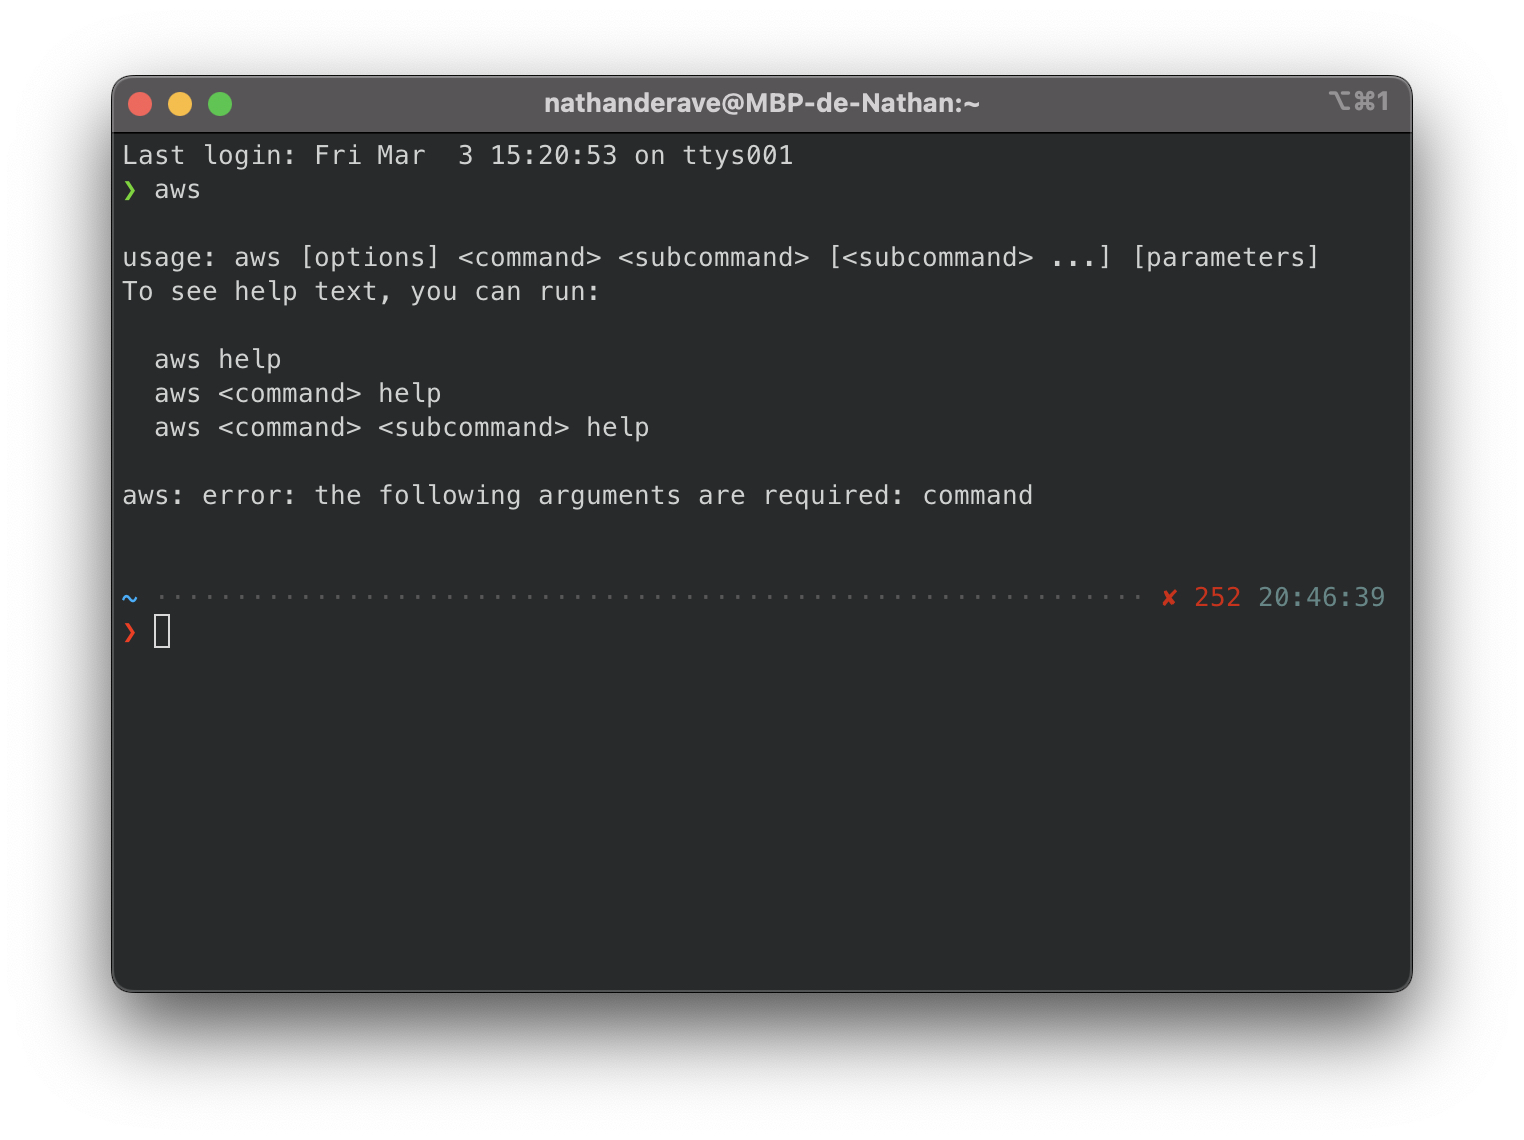 nathanderave@MBP-de-Nathan:~ ⌥⌘1
Last login: Fri Mar  3 15:20:53 on ttys001
❯ aws
usage: aws [options] <command> <subcommand> [<subcommand> ...] [parameters]
To see help text, you can run:
  aws help
  aws <command> help
  aws <command> <subcommand> help
aws: error: the following arguments are required: command
~ ······························································ ✘ 252 20:46:39
❯